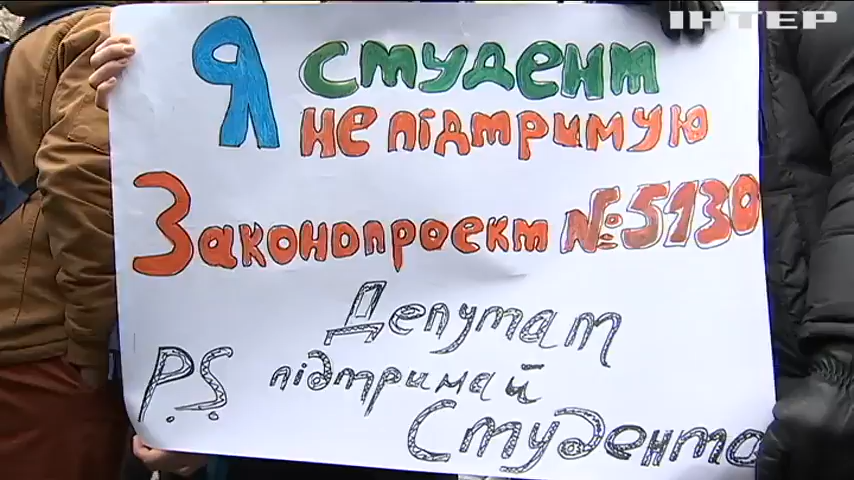 ІНТЕР
Я студент
не підтримую
Законопроект №5130
Депутат
P.S. підтримай
Студента